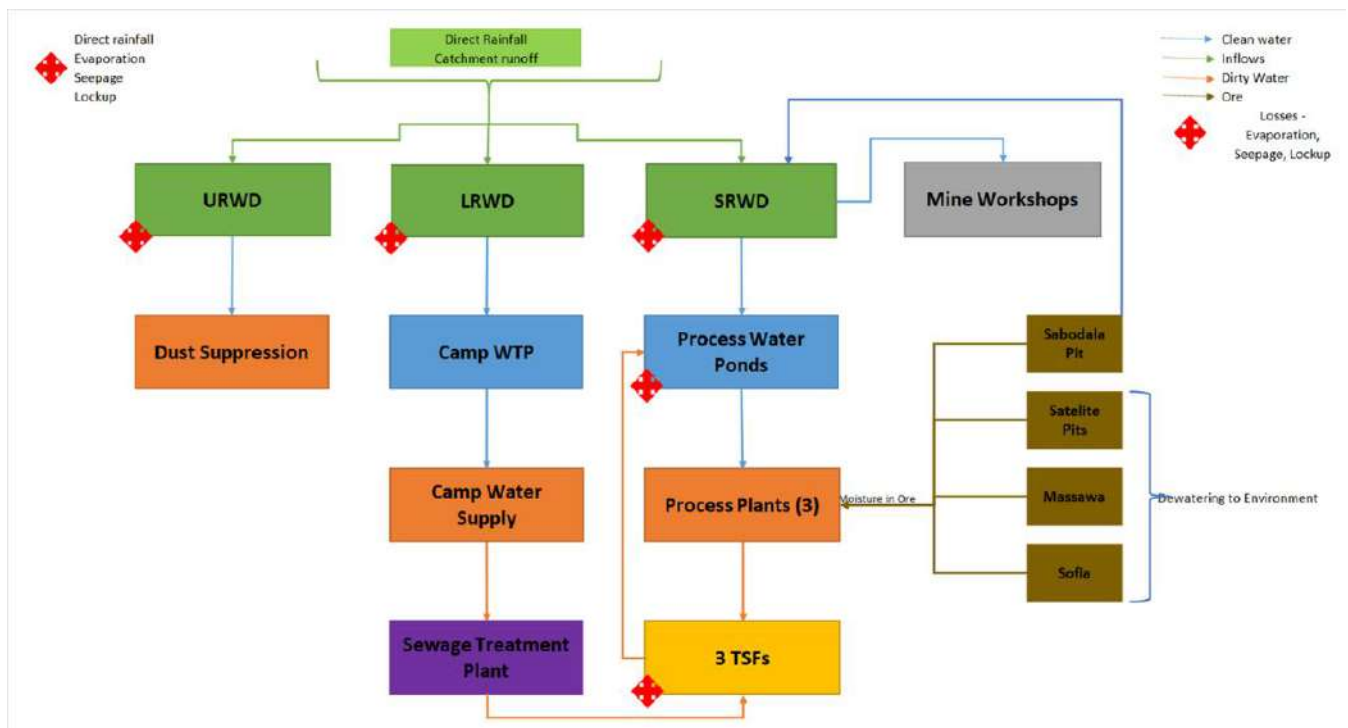 Direct rainfall
Evaporation
Seepage
Lockup
Direct Rainfall
Catchment runoff
Clean water
Inflows
Dirty Water
Ore
Losses -
Evaporation,
Seepage, Lockup
URWD
LRWD
SRWD
Mine Workshops
Dust Suppression
Camp WTP
Process Water
Ponds
Sabodala
Pit
Satelite
Pits
Camp Water
Supply
Process Plants (3)
Moisture in Ore
Massawa
Dewatering to Environment
Sofia
Sewage Treatment
Plant
3 TSFs